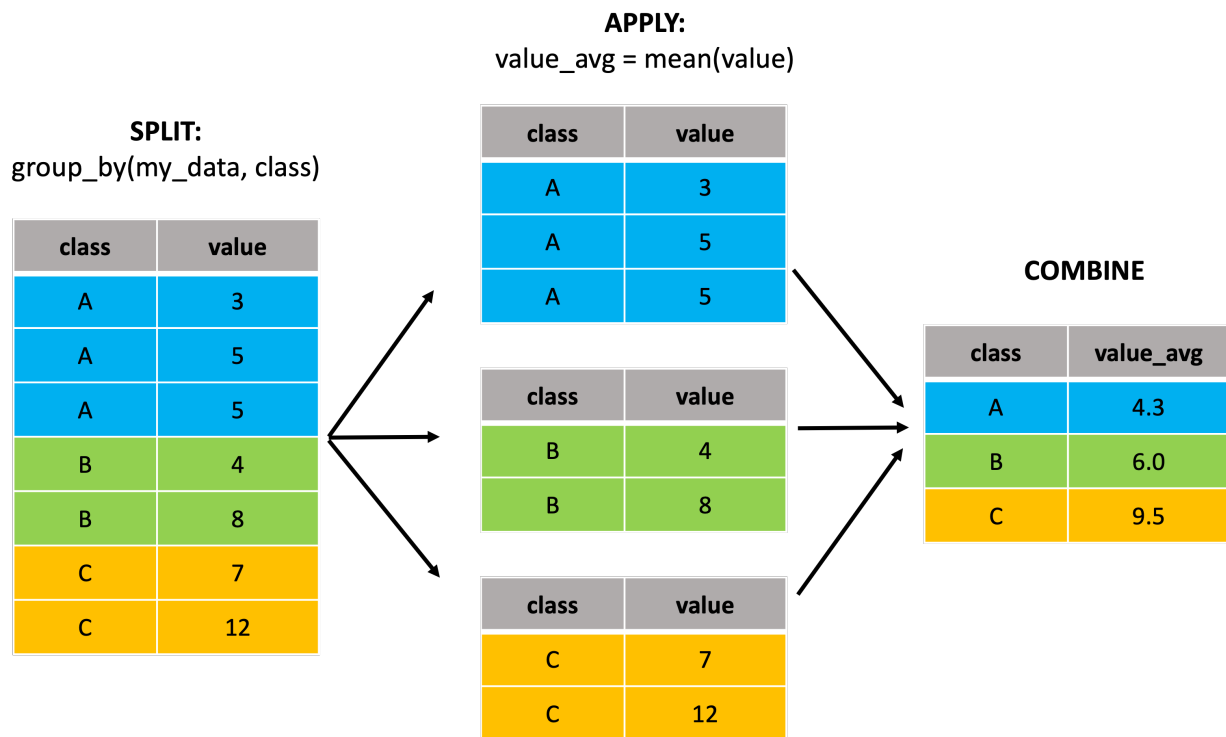 SPLIT:
group_by(my_data, class)
class value
A 3
A 5
A 5
B 4
B 8
C 7
C 12
APPLY:
value_avg = mean(value)
class value
A 3
A 5
A 5
class value
B 4
B 8
class value
C 7
C 12
COMBINE
class value_avg
A 4.3
B 6.0
C 9.5